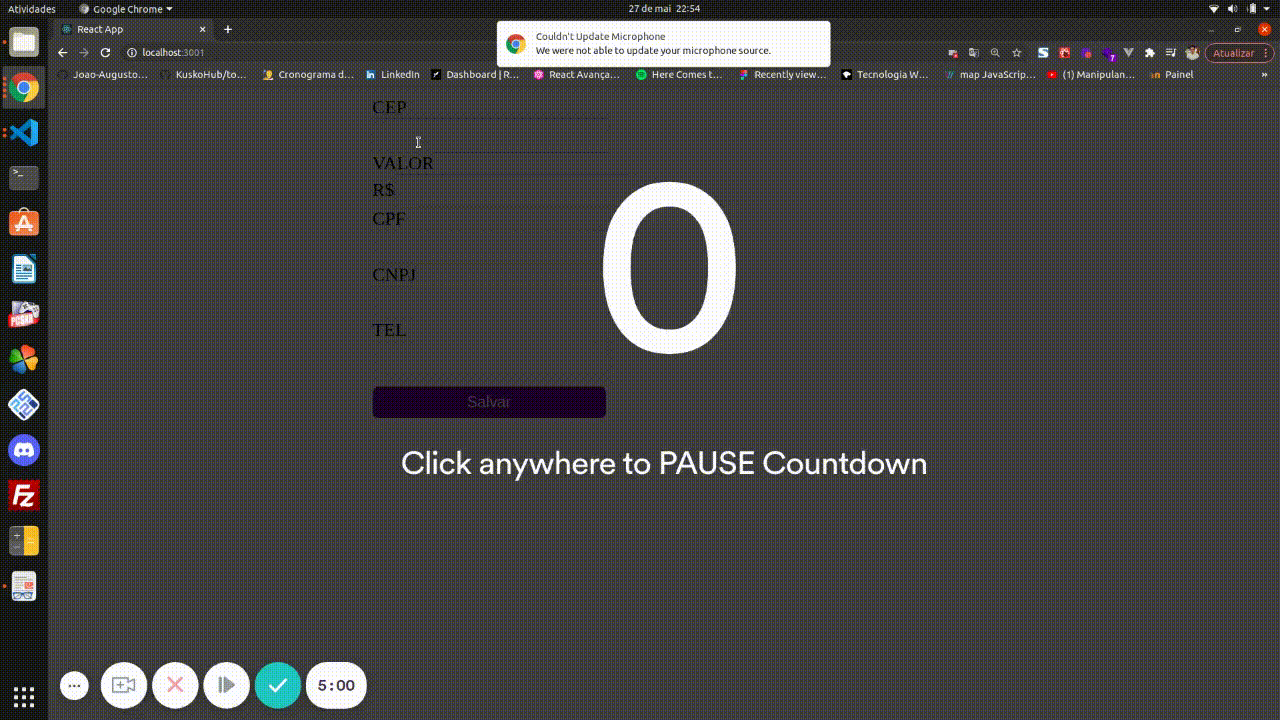 Atividades
Google Chrome
27 de mai 22:54
React App
Couldn't Update Microphone
We were not able to update your microphone source.
localhost:3001
7
Atualizar
Joao-Augusto...
KuskoHub/to...
Cronograma d...
LinkedIn
Dashboard | R...
React Avança...
Here Comes t...
Recently view...
Tecnologia W...
map JavaScrip...
(1) Manipulan...
Painel
»
CEP
VALOR
R$
CPF
CNPJ
TEL
Salvar
0
Click anywhere to PAUSE Countdown
5:00